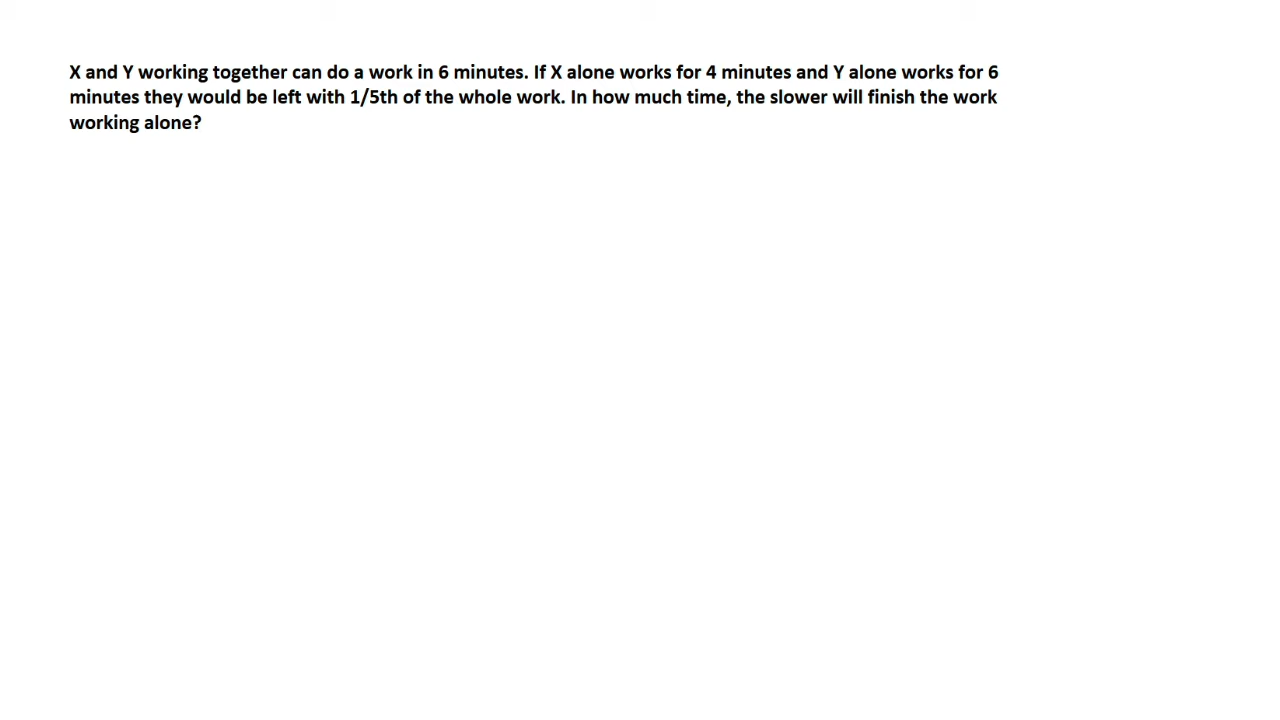 X and Y working together can do a work in 6 minutes. If X alone works for 4 minutes and Y alone works for 6
minutes they would be left with 1/5th of the whole work. In how much time, the slower will finish the work
working alone?